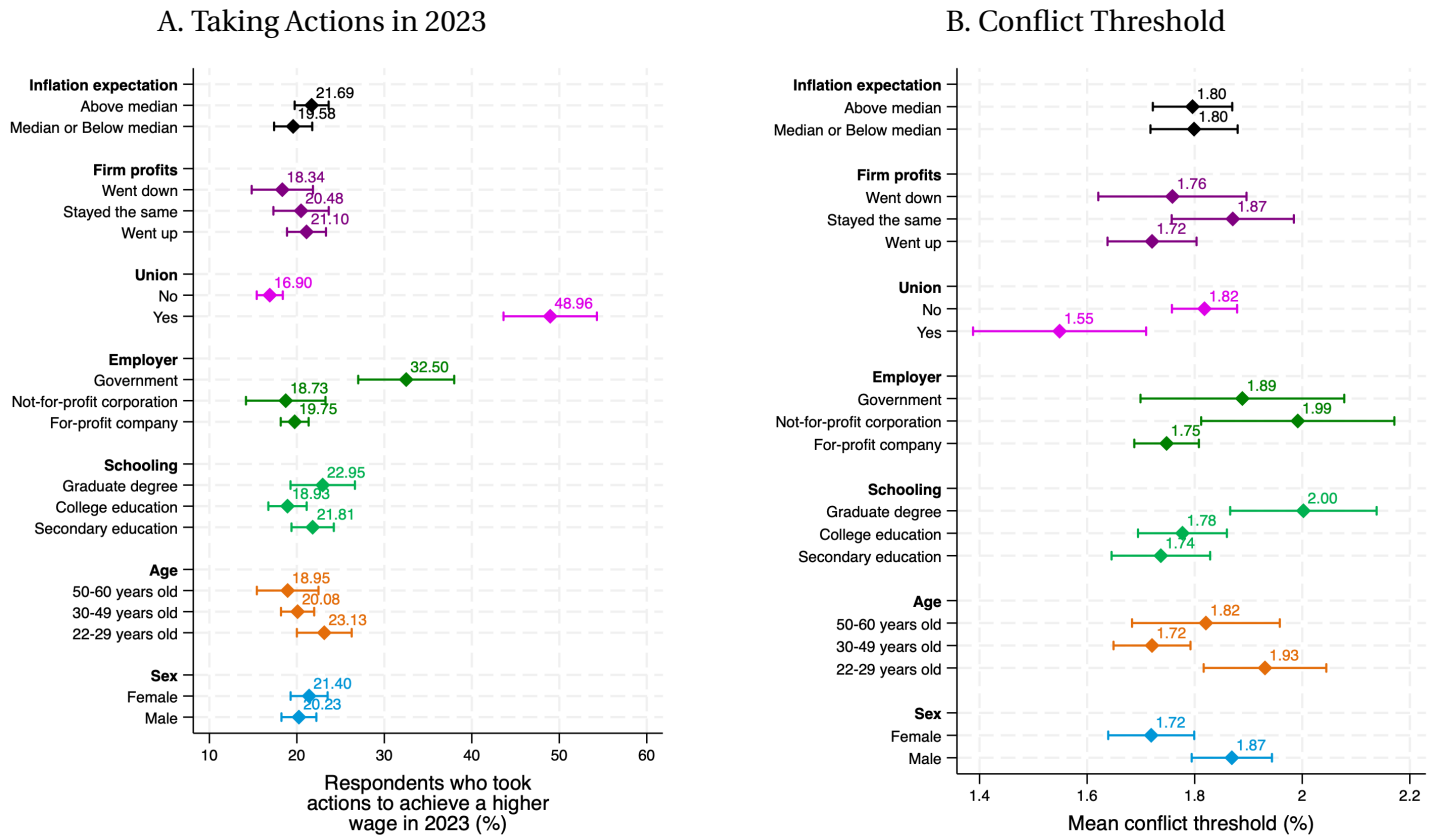 A. Taking Actions in 2023
Inflation expectation
Above median 21.69
Median or Below median 19.58
Firm profits
Went down 18.34
Stayed the same 20.48
Went up 21.10
Union
No 16.90
Yes 48.96
Employer
Government 32.50
Not-for-profit corporation 18.73
For-profit company 19.75
Schooling
Graduate degree 22.95
College education 18.93
Secondary education 21.81
Age
50-60 years old 18.95
30-49 years old 20.08
22-29 years old 23.13
Sex
Female 21.40
Male 20.23
10 20 30 40 50 60
Respondents who took
actions to achieve a higher
wage in 2023 (%)
B. Conflict Threshold
Inflation expectation
Above median 1.80
Median or Below median 1.80
Firm profits
Went down 1.76
Stayed the same 1.87
Went up 1.72
Union
No 1.82
Yes 1.55
Employer
Government 1.89
Not-for-profit corporation 1.99
For-profit company 1.75
Schooling
Graduate degree 2.00
College education 1.78
Secondary education 1.74
Age
50-60 years old 1.82
30-49 years old 1.72
22-29 years old 1.93
Sex
Female 1.72
Male 1.87
1.4 1.6 1.8 2 2.2
Mean conflict threshold (%)